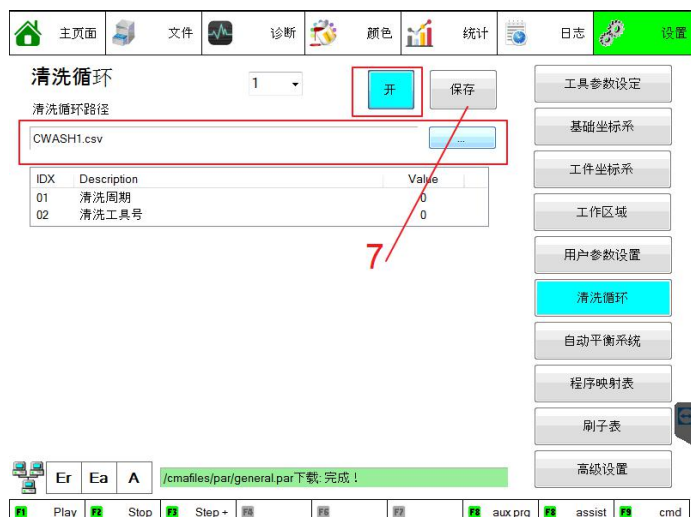 主页面 文件 诊断 颜色 统计 日志 设置
清洗循环 1 开 保存 工具参数设定
清洗循环路径
基础坐标系
CWASH1.csv ...
工件坐标系
IDX Description Value
01 清洗周期 0
02 清洗工具号 0
工作区域
7
用户参数设置
清洗循环
自动平衡系统
程序映射表
刷子表
高级设置
Er Ea A /cmafiles/par/general.par下载: 完成！
F1 Play F2 Stop F3 Step + F4 F6 F7 F8 aux prg F8 assist F9 cmd